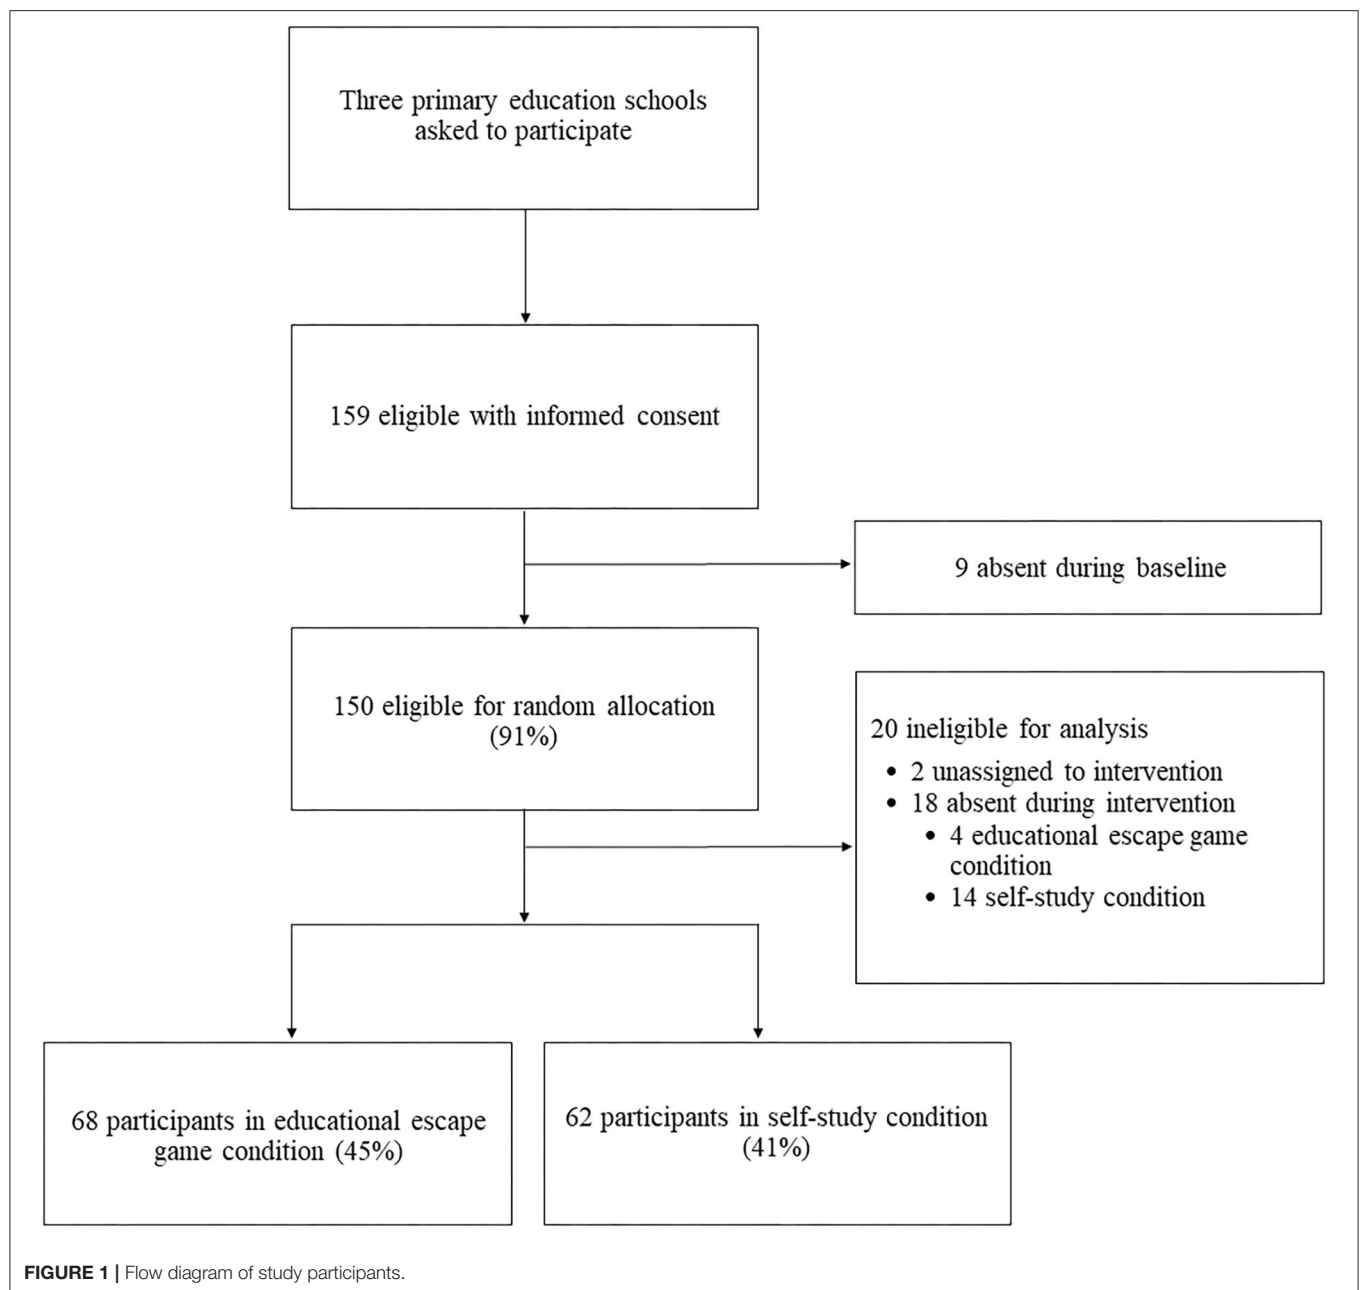 Three primary education schools
asked to participate
159 eligible with informed consent
9 absent during baseline
150 eligible for random allocation
(91%)
20 ineligible for analysis
• 2 unassigned to intervention
• 18 absent during intervention
• 4 educational escape game
condition
• 14 self-study condition
68 participants in educational escape
game condition (45%)
62 participants in self-study condition
(41%)
FIGURE 1 | Flow diagram of study participants.